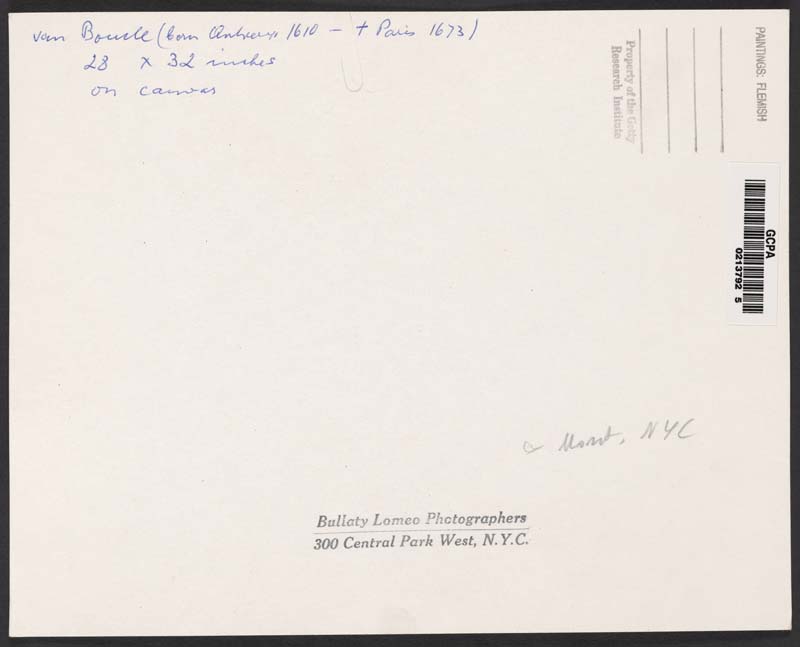 van Boucle (born Antwerp 1610 - + Paris 1673)
28 x 32 inches
on canvas
Property of the Getty
Research Institute
PAINTINGS: FLEMISH
GCPA
0213792 5
NYC
Bullaty Lomeo Photographers
300 Central Park West, N.Y.C.